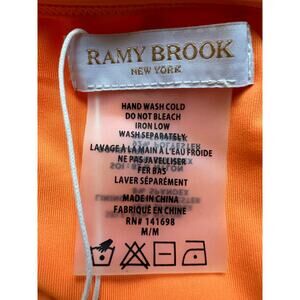 RAMY BROOK
NEW YORK
HAND WASH COLD
DO NOT BLEACH
IRON LOW
WASH SEPARATELY
LAVAGE À LA MAIN À L'EAU FROIDE
NE PAS JAVELLISER
FER BAS
LAVER SÉPARÉMENT
MADE IN CHINA
FABRIQUÉ EN CHINE
RN# 141698
M/M